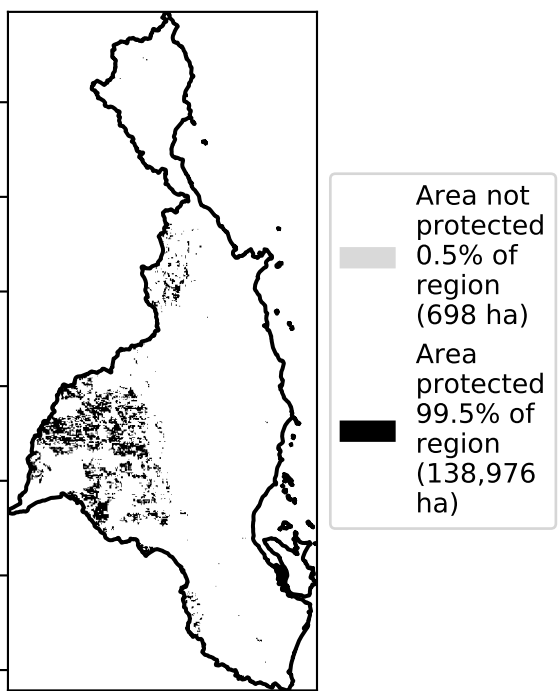 Area not
protected
0.5% of
region
(698 ha)
Area
protected
99.5% of
region
(138,976
ha)